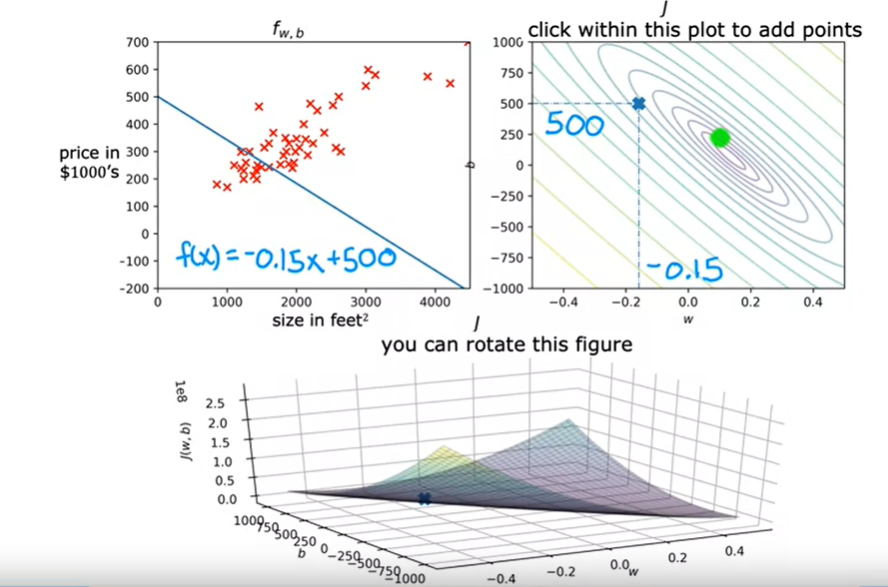 J
f_{w,b}
click within this plot to add points
700
600
500
400
300
200
100
0
-100
-200
price in
$1000's
0 1000 2000 3000 4000
size in feet²
f(x) = -0.15x + 500
1000
750
500
250
0
−250
−500
−750
−1000
b
500
-0.15
−0.4 −0.2 0.0 0.2 0.4
w
J
you can rotate this figure
1e8
J(w,b)
2.5
2.0
1.5
1.0
0.5
0.0
1000 750 500 250 0 −250 −500 −750 −1000
b
−0.4 −0.2 0.0 0.2 0.4
w